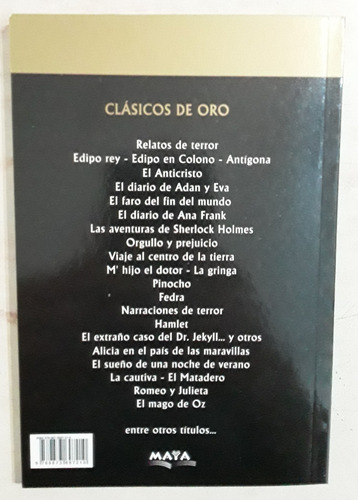 CLÁSICOS DE ORO
Relatos de terror
Edipo rey - Edipo en Colono - Antígona
El Anticristo
El diario de Adan y Eva
El faro del fin del mundo
El diario de Ana Frank
Las aventuras de Sherlock Holmes
Orgullo y prejuicio
Viaje al centro de la tierra
M' hijo el dotor - La gringa
Pinocho
Fedra
Narraciones de terror
Hamlet
El extraño caso del Dr. Jekyll... y otros
Alicia en el país de las maravillas
El sueño de una noche de verano
La cautiva - El Matadero
Romeo y Julieta
El mago de Oz
entre otros títulos...
MAYA